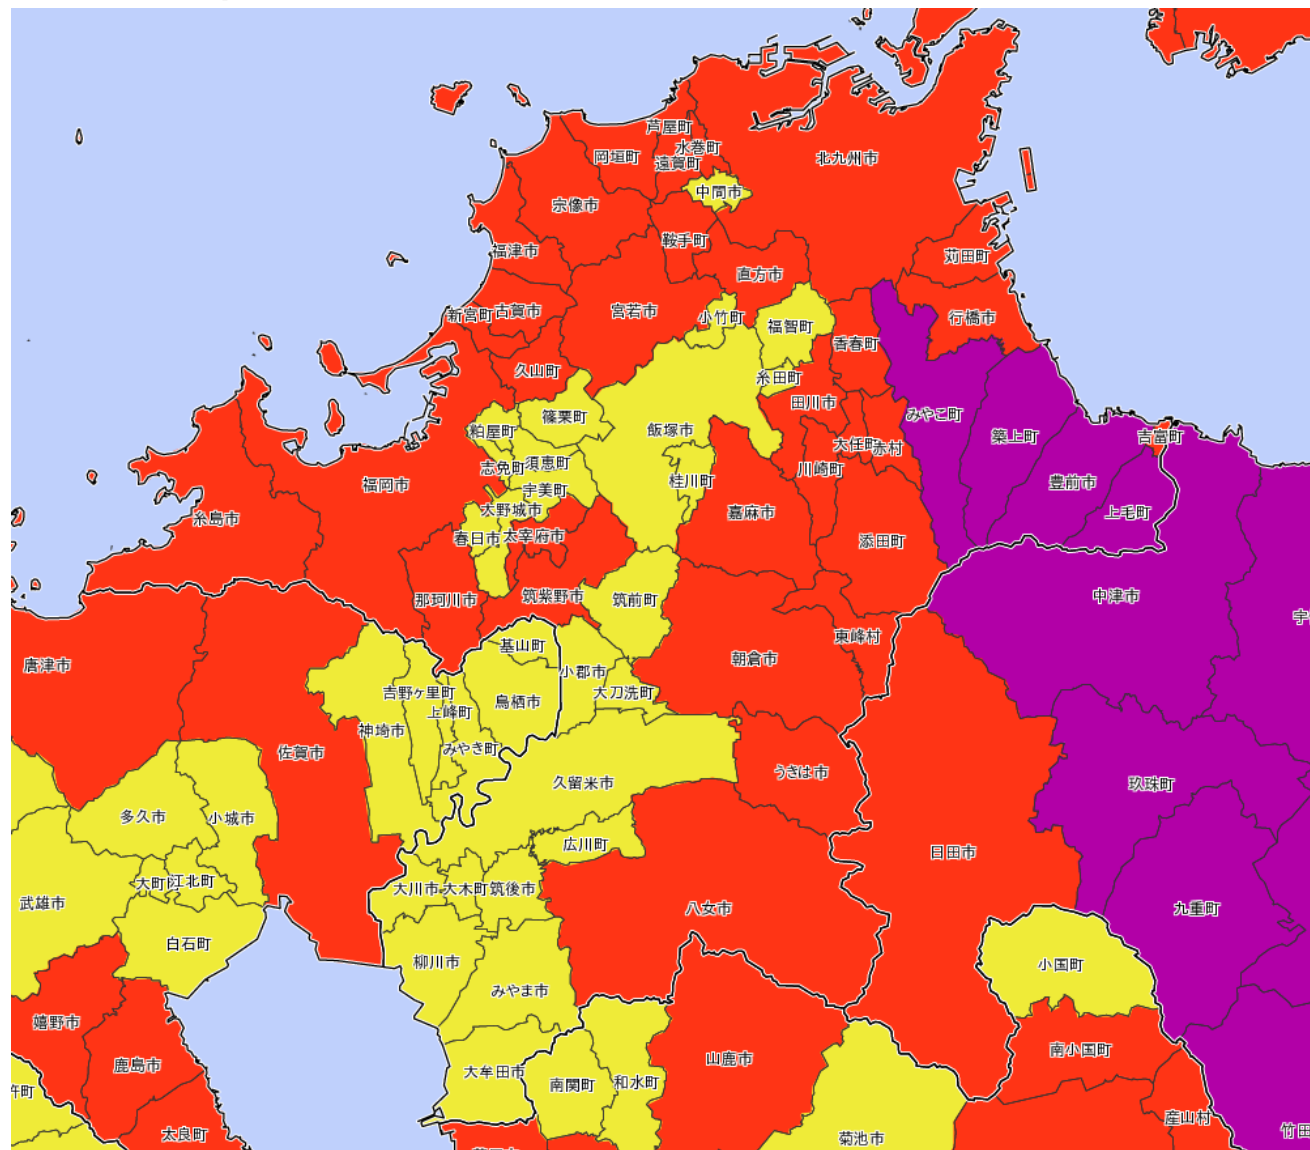 芦屋町
水巻町
岡垣町
遠賀町
北九州市
中間市
宗像市
鞍手町
福津市
苅田町
直方市
宮若市
古賀市
新宮町
小竹町
福智町
行橋市
香春町
久山町
糸田町
田川市
みやこ町
篠栗町
飯塚市
粕屋町
築上町
吉富町
大任町
赤村
志免町
須恵町
川崎町
桂川町
豊前市
福岡市
宇美町
大野城市
嘉麻市
上毛町
糸島市
春日市
太宰府市
添田町
那珂川市
筑紫野市
筑前町
中津市
宇
東峰村
基山町
朝倉市
唐津市
小郡市
吉野ヶ里町
大刀洗町
鳥栖市
上峰町
神埼市
みやき町
佐賀市
うきは市
久留米市
玖珠町
多久市
小城市
広川町
日田市
大町町
江北町
大川市
大木町
筑後市
武雄市
八女市
九重町
白石町
柳川市
小国町
みやま市
嬉野市
南小国町
山鹿市
鹿島市
大牟田市
南関町
和水町
町
産山村
太良町
菊池市
竹田